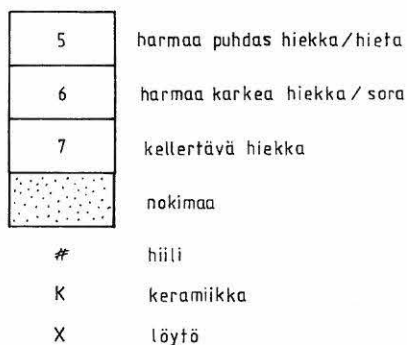 5 harmaa puhdas hiekka/hieta
6 harmaa karkea hiekka / sora
7 kellertävä hiekka
nokimaa
# hiili
K keramiikka
X löytö